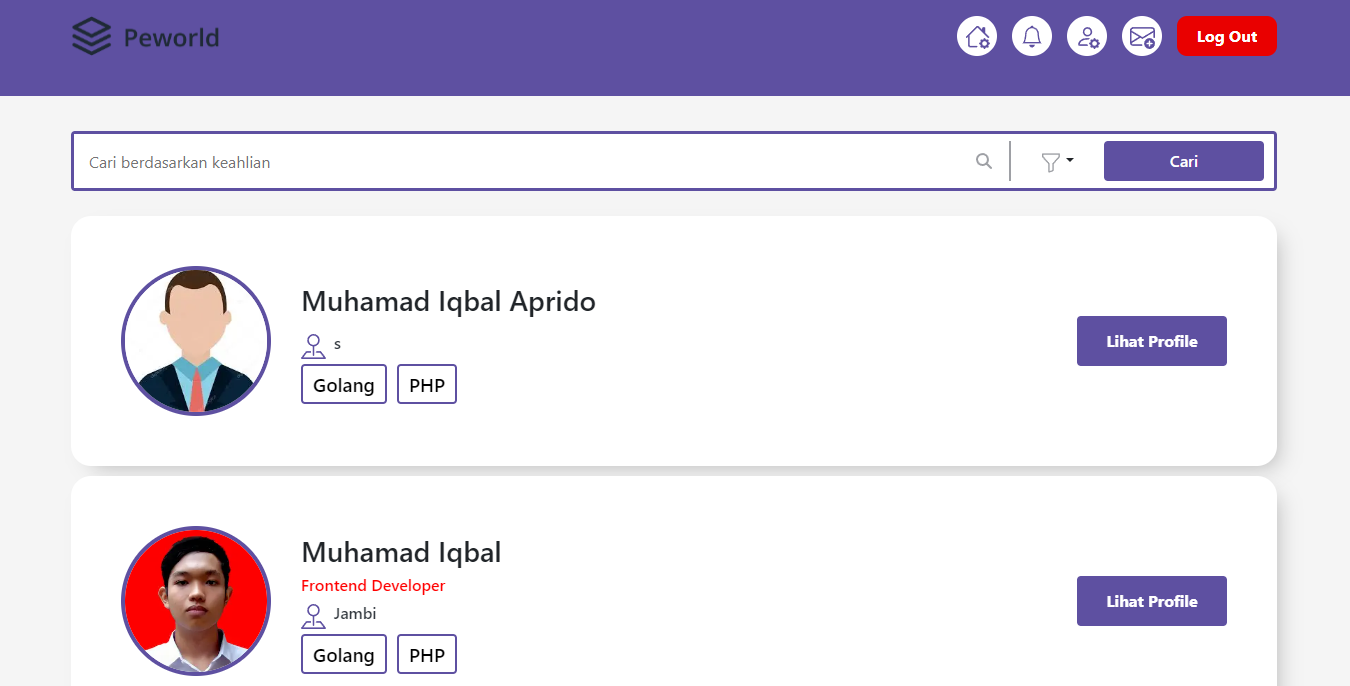 Peworld
Log Out
Cari berdasarkan keahlian
Cari
Muhamad Iqbal Aprido
s
Golang PHP
Lihat Profile
Muhamad Iqbal
Frontend Developer
Jambi
Golang PHP
Lihat Profile